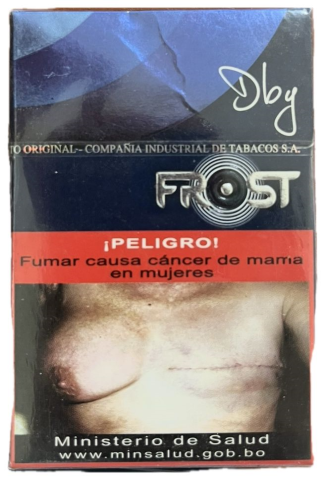 Dby
O ORIGINAL - COMPAÑIA INDUSTRIAL DE TABACOS S.A.
FROST
¡PELIGRO!
Fumar causa cáncer de mama
en mujeres
Ministerio de Salud
www.minsalud.gob.bo